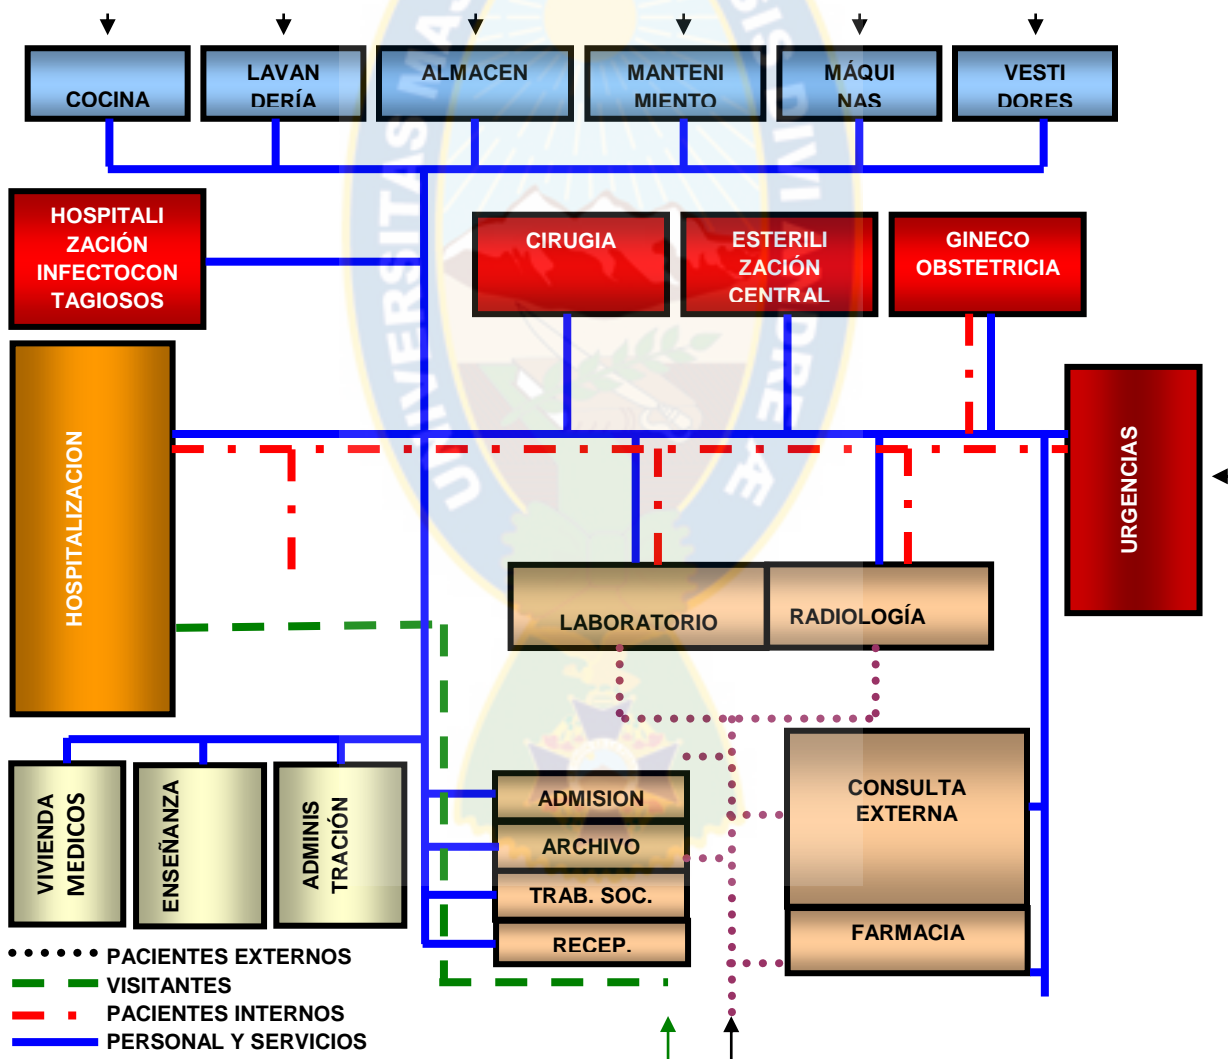 COCINA
LAVAN
DERÍA
ALMACEN
MANTENI
MIENTO
MÁQUI
NAS
VESTI
DORES
HOSPITALI
ZACIÓN
INFECTOCON
TAGIOSOS
CIRUGIA
ESTERILI
ZACIÓN
CENTRAL
GINECO
OBSTETRICIA
HOSPITALIZACION
URGENCIAS
LABORATORIO
RADIOLOGÍA
VIVIENDA
MEDICOS
ENSEÑANZA
ADMINIS
TRACIÓN
ADMISION
ARCHIVO
TRAB. SOC.
RECEP.
CONSULTA
EXTERNA
FARMACIA
PACIENTES EXTERNOS
VISITANTES
PACIENTES INTERNOS
PERSONAL Y SERVICIOS